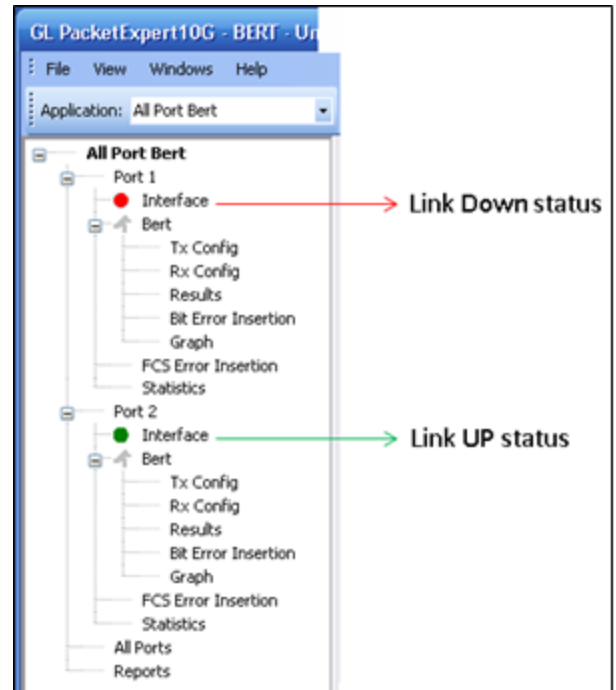 GL PacketExpert10G - BERT - Un
File View Windows Help
Application: All Port Bert
All Port Bert
Port 1
Interface
Link Down status
Bert
Tx Config
Rx Config
Results
Bit Error Insertion
Graph
FCS Error Insertion
Statistics
Port 2
Interface
Link UP status
Bert
Tx Config
Rx Config
Results
Bit Error Insertion
Graph
FCS Error Insertion
Statistics
All Ports
Reports